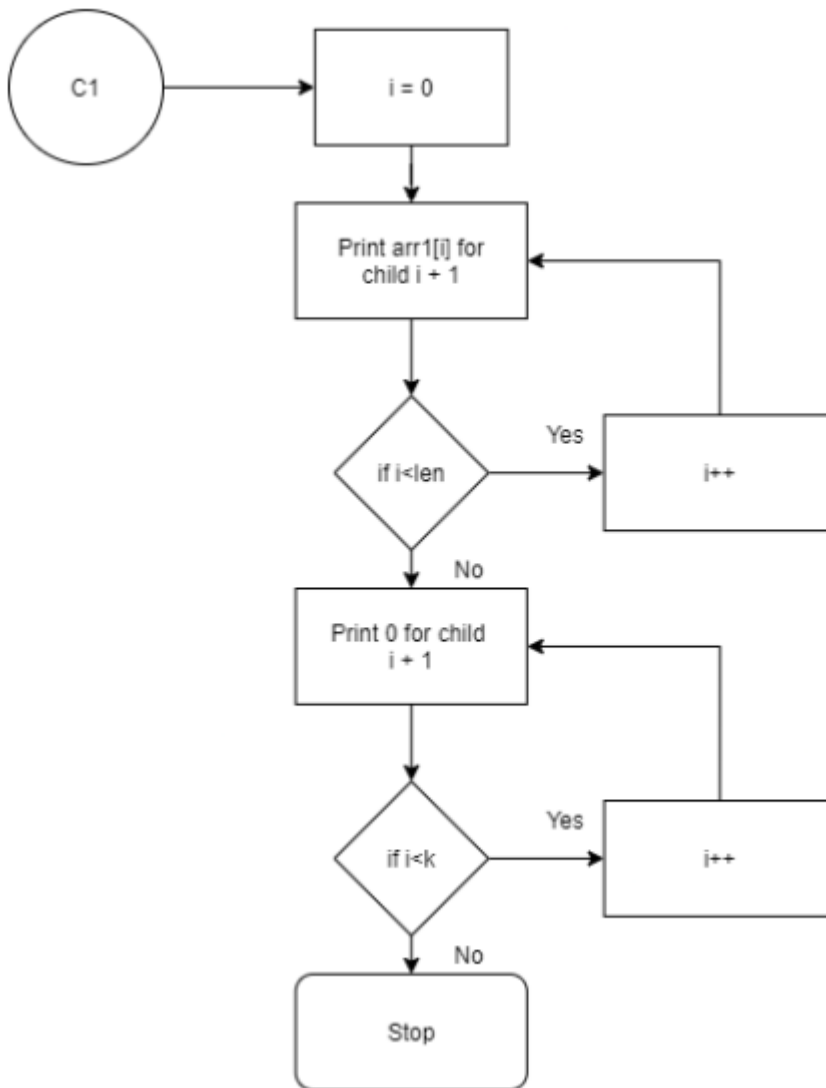 C1
i = 0
Print arr1[i] for
child i + 1
if i<len
Yes
i++
No
Print 0 for child
i + 1
if i<k
Yes
i++
No
Stop